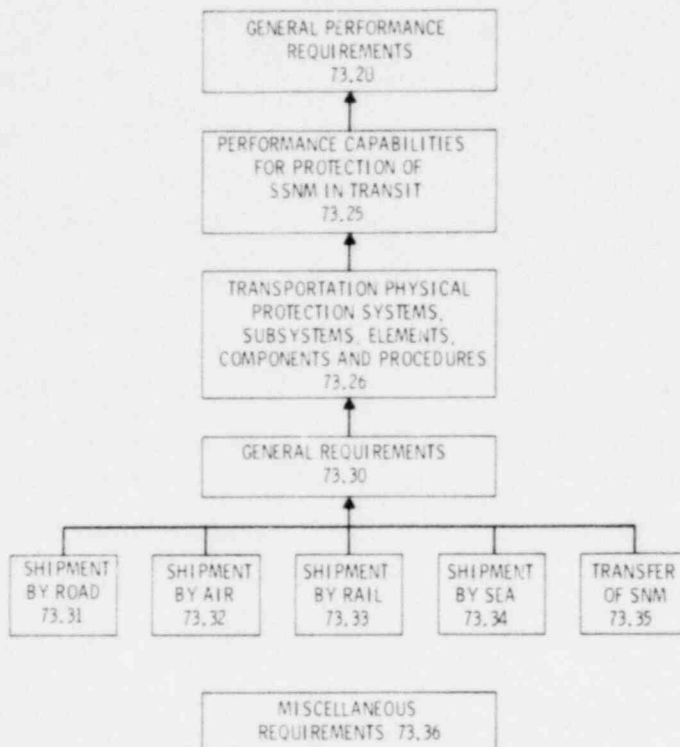 GENERAL PERFORMANCE
REQUIREMENTS
73.20
PERFORMANCE CAPABILITIES
FOR PROTECTION OF
SSNM IN TRANSIT
73.25
TRANSPORTATION PHYSICAL
PROTECTION SYSTEMS,
SUBSYSTEMS, ELEMENTS,
COMPONENTS AND PROCEDURES
73.26
GENERAL REQUIREMENTS
73.30
SHIPMENT
BY ROAD
73.31
SHIPMENT
BY AIR
73.32
SHIPMENT
BY RAIL
73.33
SHIPMENT
BY SEA
73.34
TRANSFER
OF SNM
73.35
MISCELLANEOUS
REQUIREMENTS 73.36